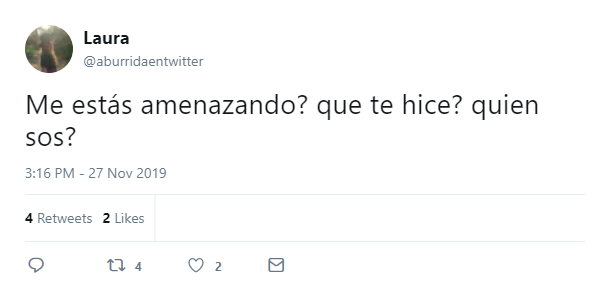 Laura
@aburridaentwitter
Me estás amenazando? que te hice? quien
sos?
3:16 PM - 27 Nov 2019
4 Retweets 2 Likes
4 2